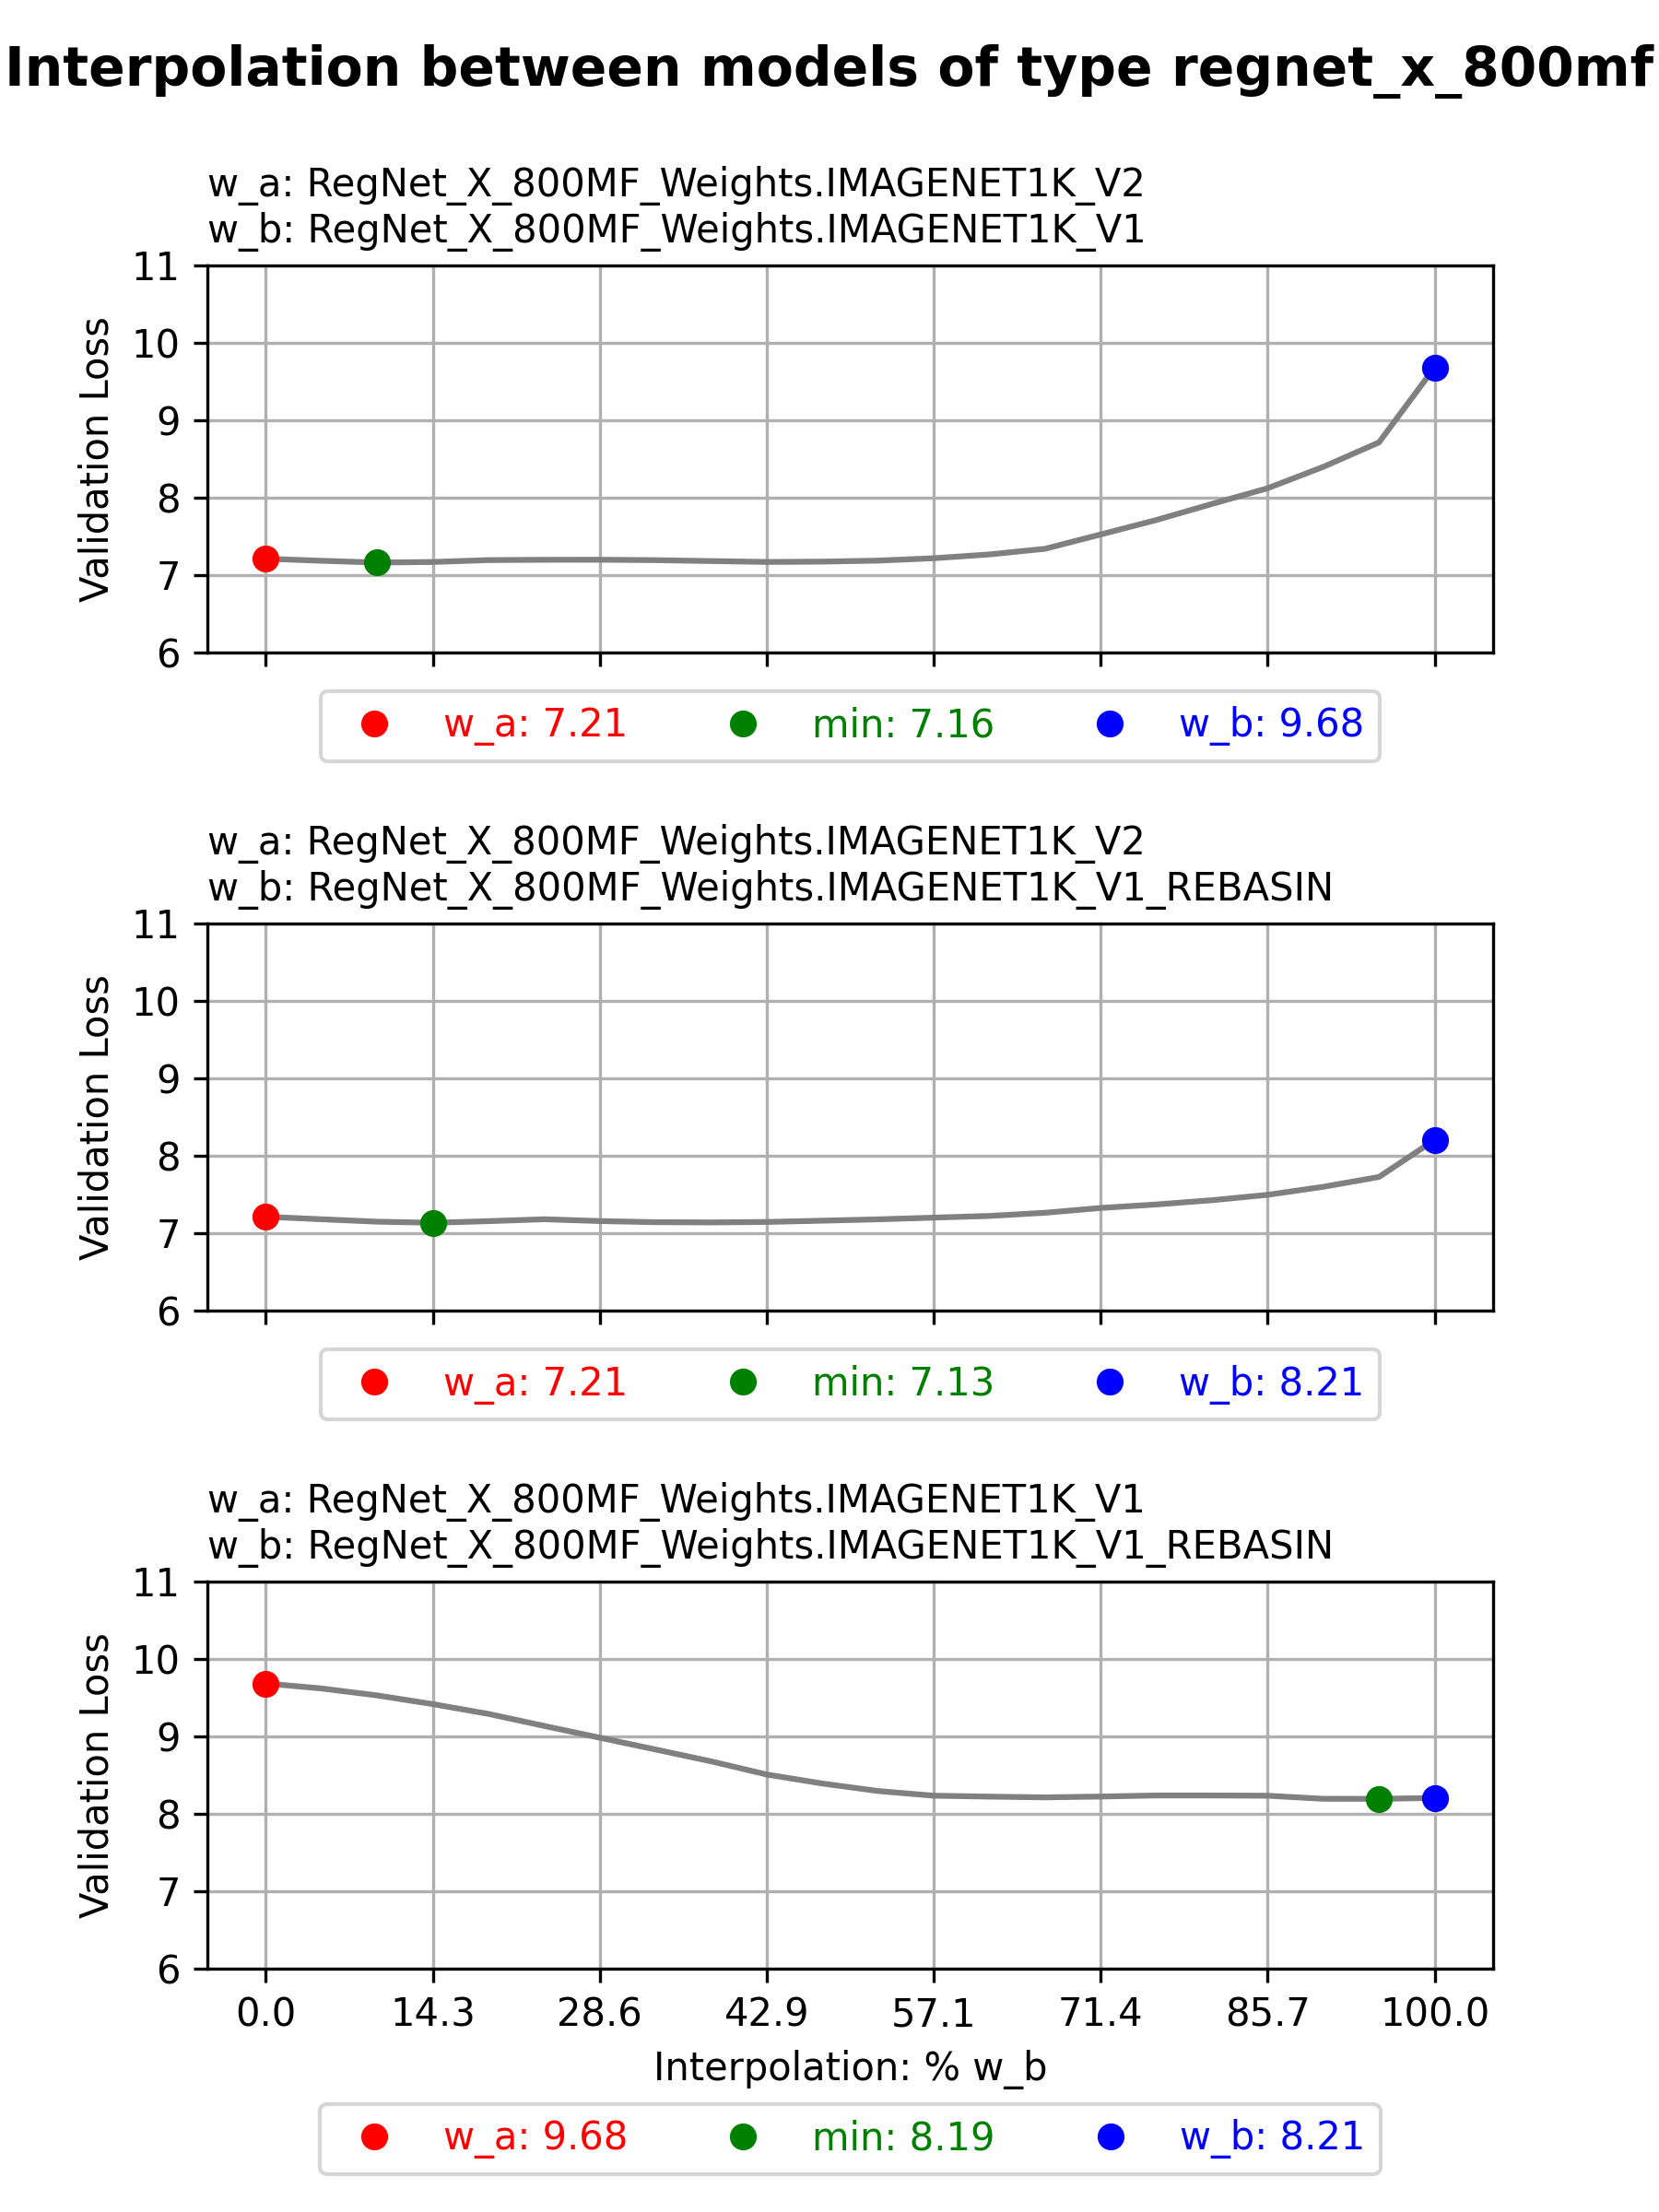 Interpolation between models of type regnet_x_800mf
w_a: RegNet_X_800MF_Weights.IMAGENET1K_V2
w_b: RegNet_X_800MF_Weights.IMAGENET1K_V1
11
10
9
8
7
6
Validation Loss
w_a: 7.21 min: 7.16 w_b: 9.68
w_a: RegNet_X_800MF_Weights.IMAGENET1K_V2
w_b: RegNet_X_800MF_Weights.IMAGENET1K_V1_REBASIN
11
10
9
8
7
6
Validation Loss
w_a: 7.21 min: 7.13 w_b: 8.21
w_a: RegNet_X_800MF_Weights.IMAGENET1K_V1
w_b: RegNet_X_800MF_Weights.IMAGENET1K_V1_REBASIN
11
10
9
8
7
6
Validation Loss
0.0 14.3 28.6 42.9 57.1 71.4 85.7 100.0
Interpolation: % w_b
w_a: 9.68 min: 8.19 w_b: 8.21